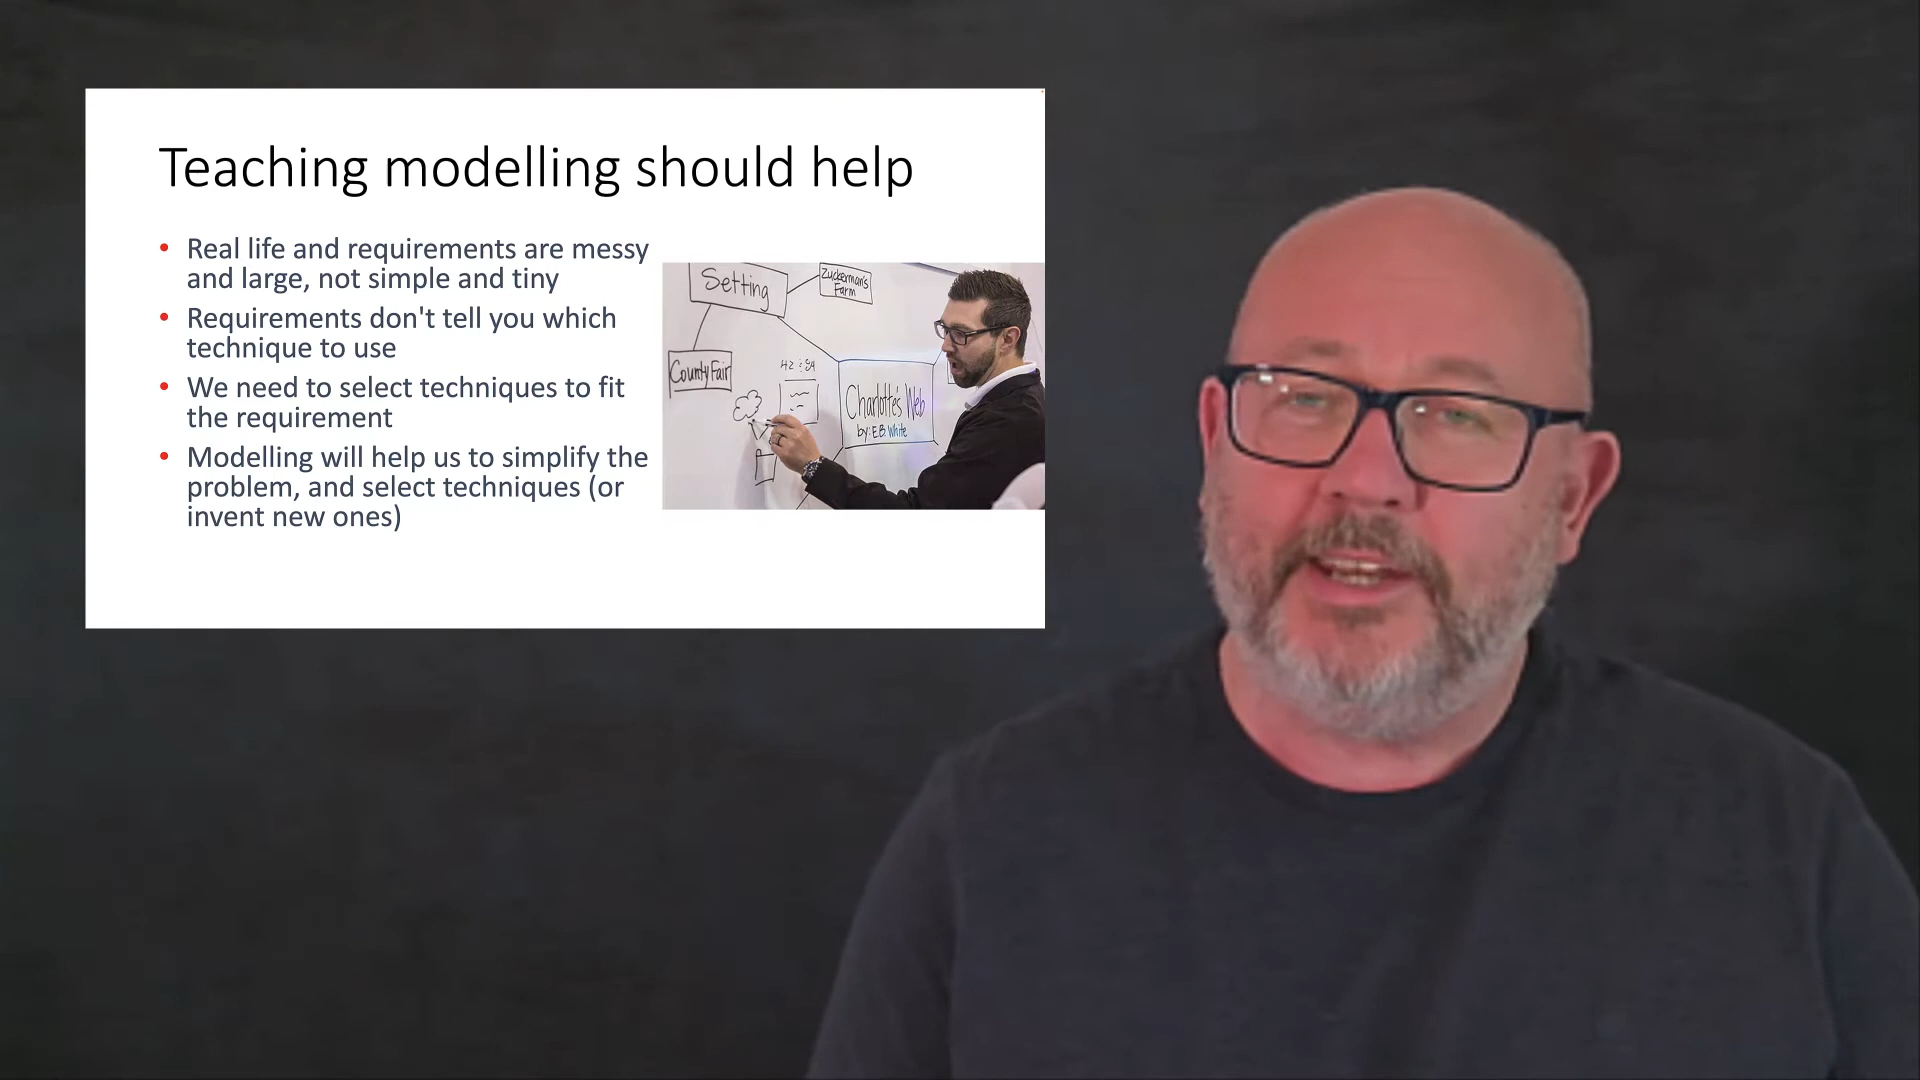 Teaching modelling should help
• Real life and requirements are messy
and large, not simple and tiny
• Requirements don't tell you which
technique to use
• We need to select techniques to fit
the requirement
• Modelling will help us to simplify the
problem, and select techniques (or
invent new ones)
Setting
Zuckerman's
Farm
County Fair
Charlotte's Web
by: E.B. White